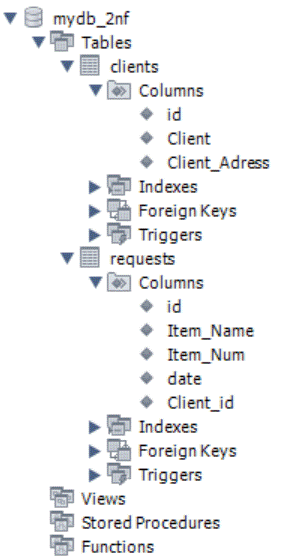 mydb_2nf
Tables
clients
Columns
id
Client
Client_Adress
Indexes
Foreign Keys
Triggers
requests
Columns
id
Item_Name
Item_Num
date
Client_id
Indexes
Foreign Keys
Triggers
Views
Stored Procedures
Functions